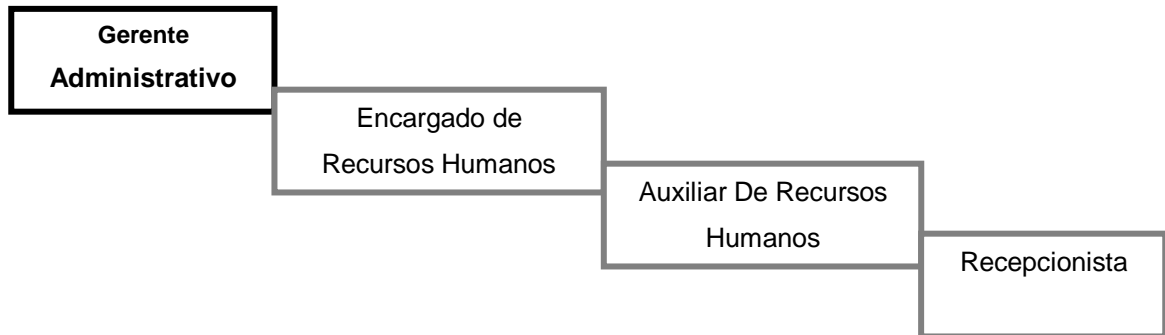 Gerente
Administrativo
Encargado de
Recursos Humanos
Auxiliar De Recursos
Humanos
Recepcionista